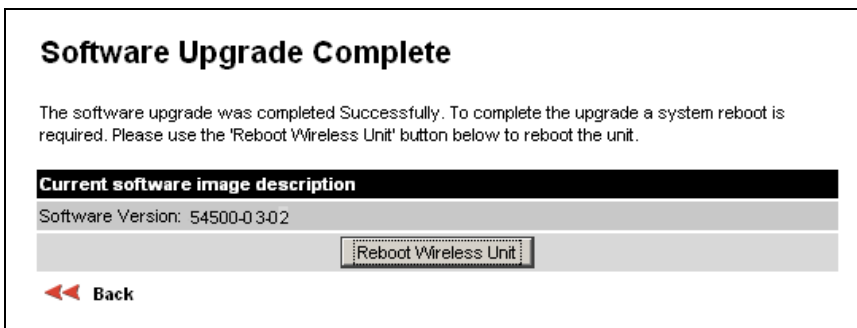 Software Upgrade Complete
The software upgrade was completed Successfully. To complete the upgrade a system reboot is
required. Please use the 'Reboot Wireless Unit' button below to reboot the unit.
Current software image description
Software Version: 54500-03-02
Reboot Wireless Unit
Back